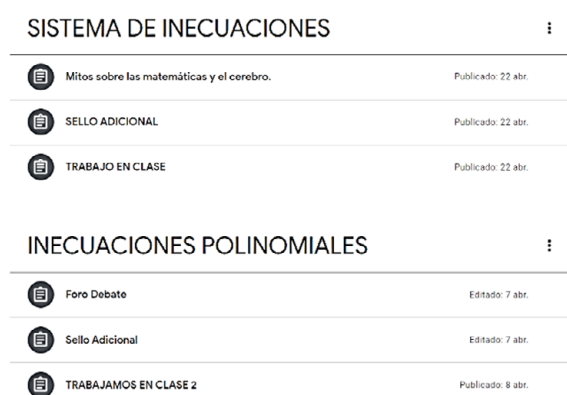 SISTEMA DE INECUACIONES
Mitos sobre las matemáticas y el cerebro. Publicado: 22 abr.
SELLO ADICIONAL Publicado: 22 abr.
TRABAJO EN CLASE Publicado: 22 abr.
INECUACIONES POLINOMIALES
Foro Debate Editado: 7 abr.
Sello Adicional Editado: 7 abr.
TRABAJAMOS EN CLASE 2 Publicado: 8 abr.